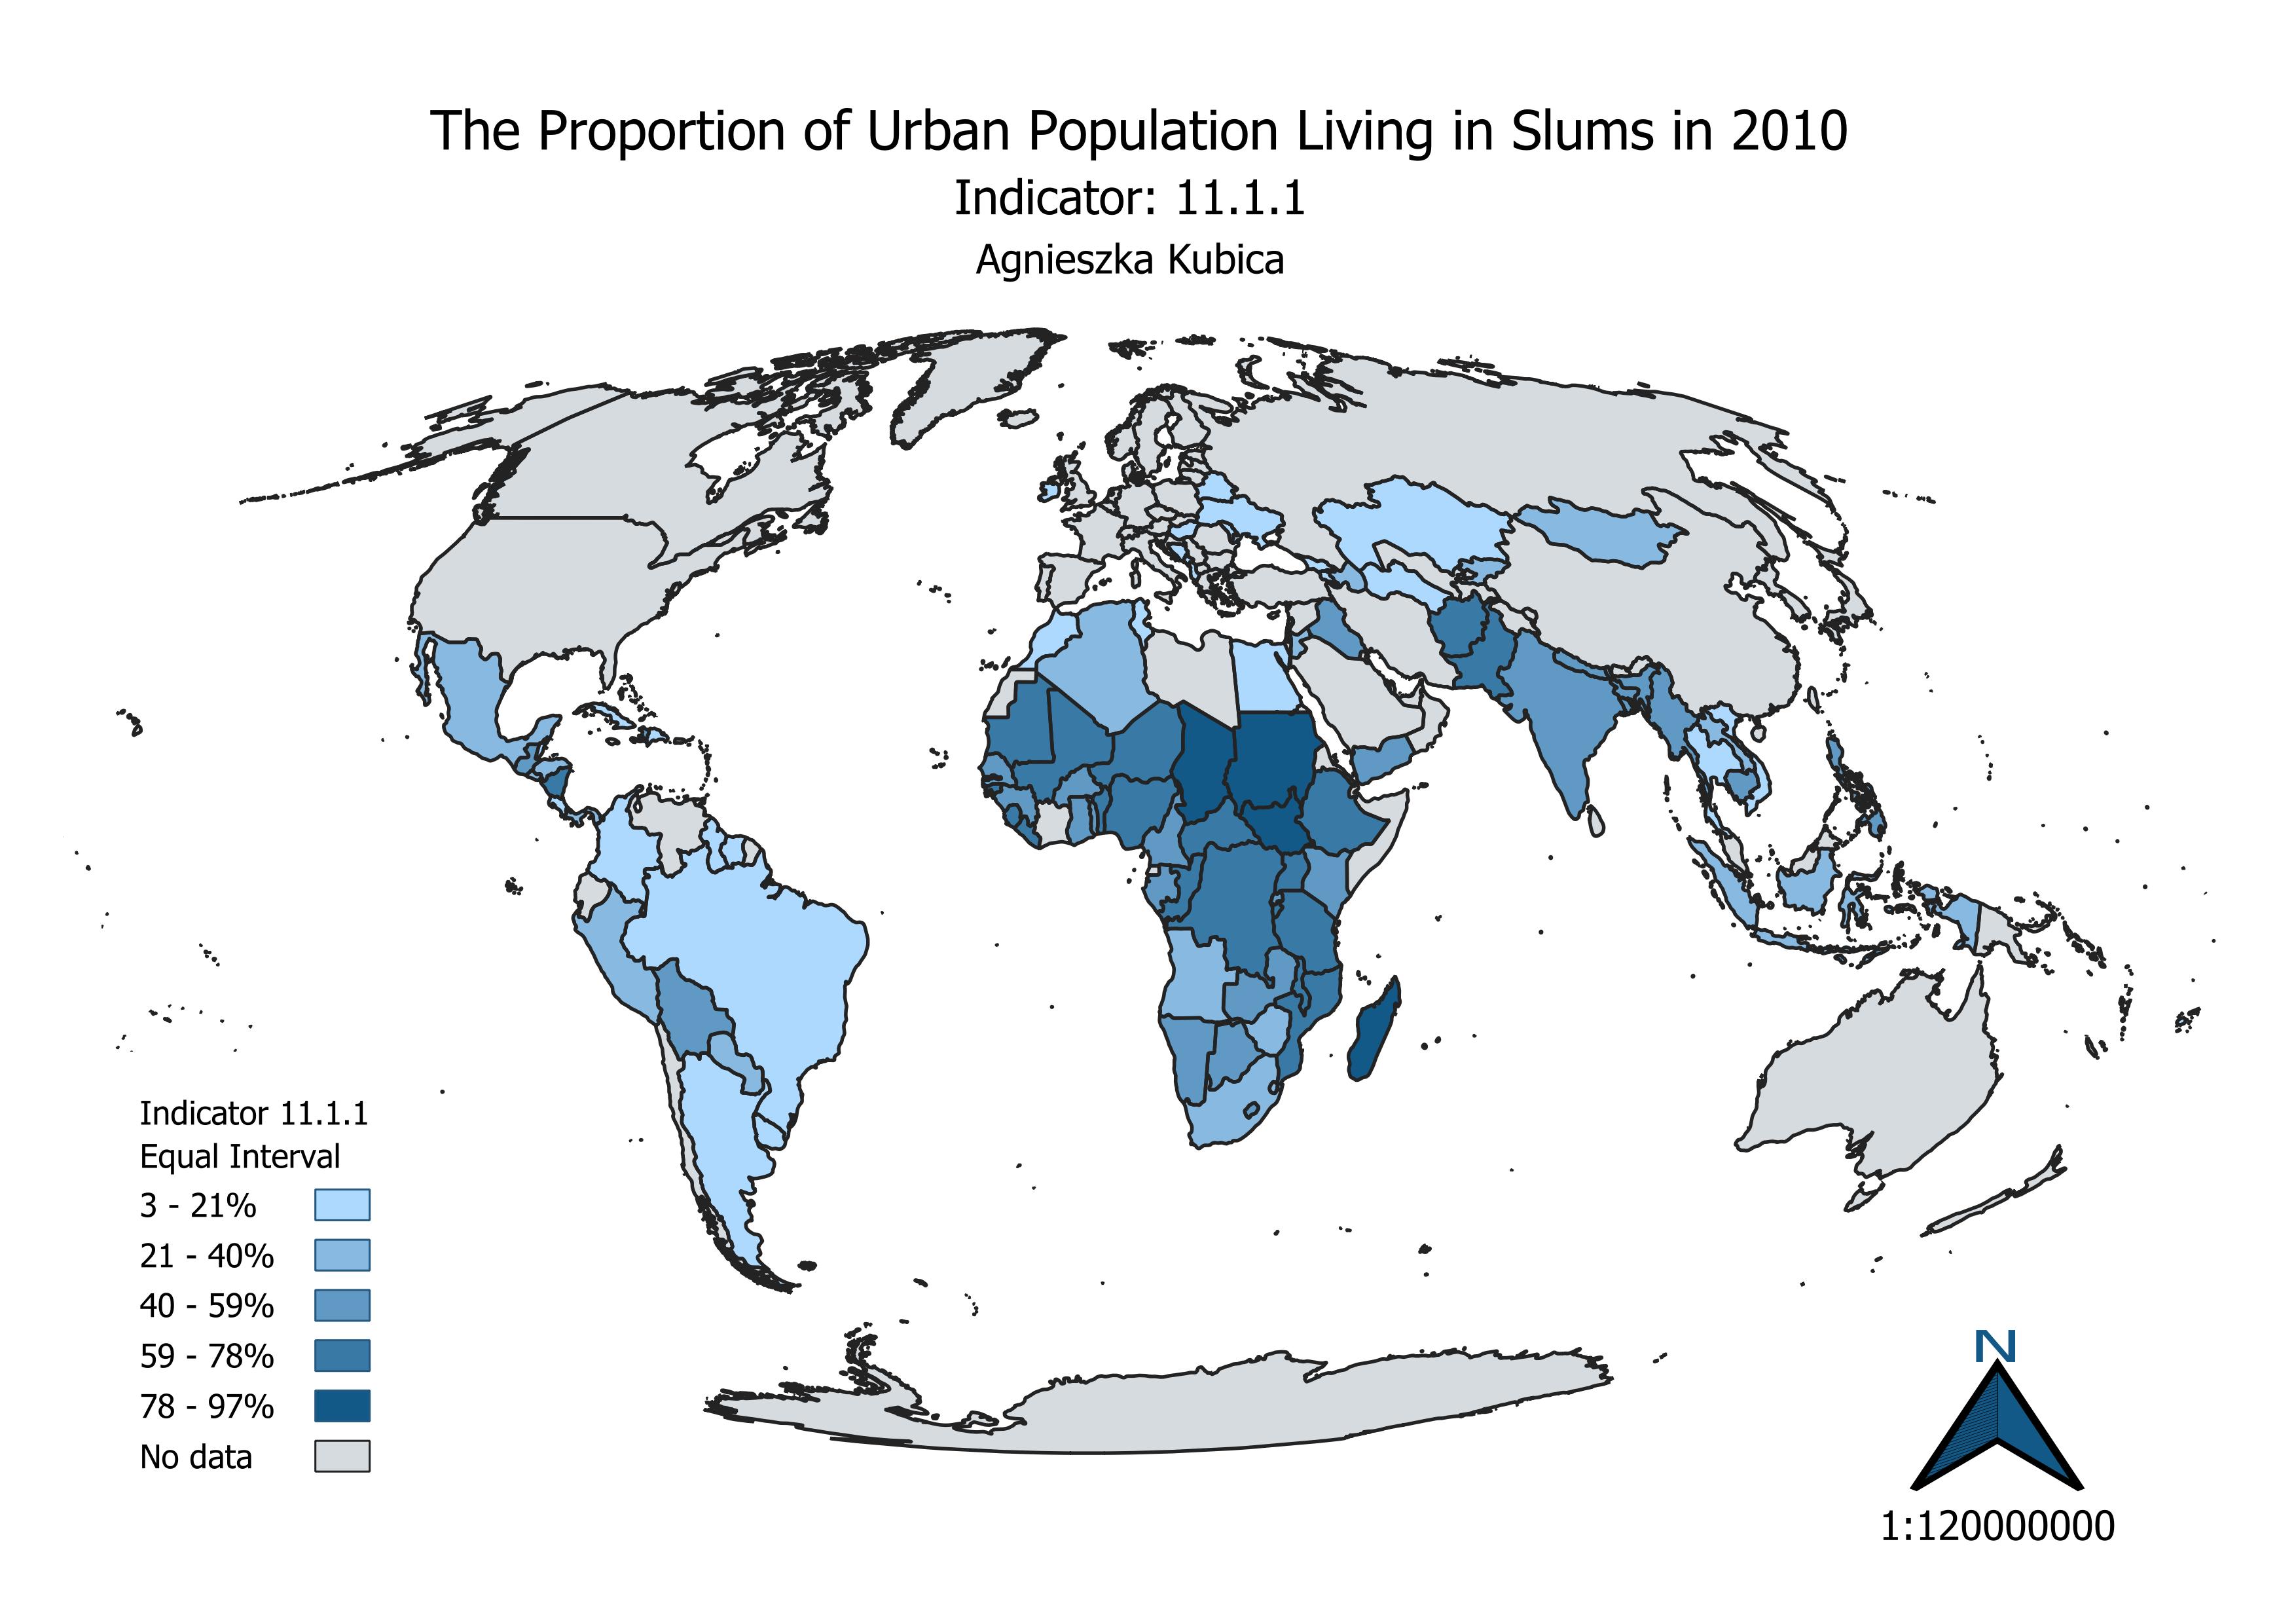 The Proportion of Urban Population Living in Slums in 2010
Indicator: 11.1.1
Agnieszka Kubica
Indicator 11.1.1
Equal Interval
3 - 21%
21 - 40%
40 - 59%
59 - 78%
78 - 97%
No data
N
1:120000000